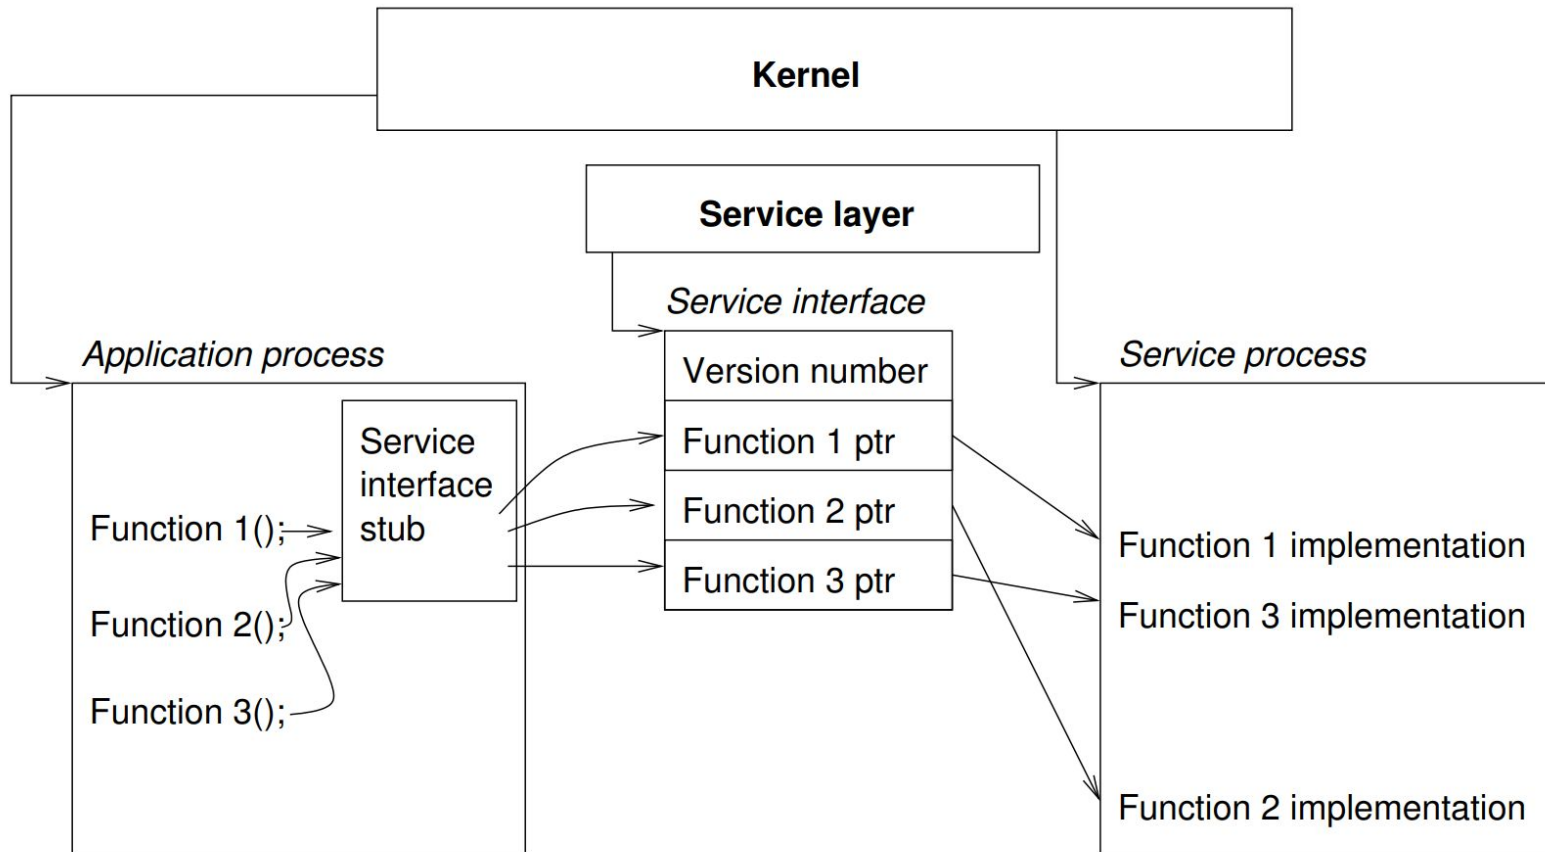 Kernel
Service layer
Service interface
Application process
Service process
Version number
Service
interface
stub
Function 1 ptr
Function 2 ptr
Function 3 ptr
Function 1();
Function 2();
Function 3();
Function 1 implementation
Function 3 implementation
Function 2 implementation